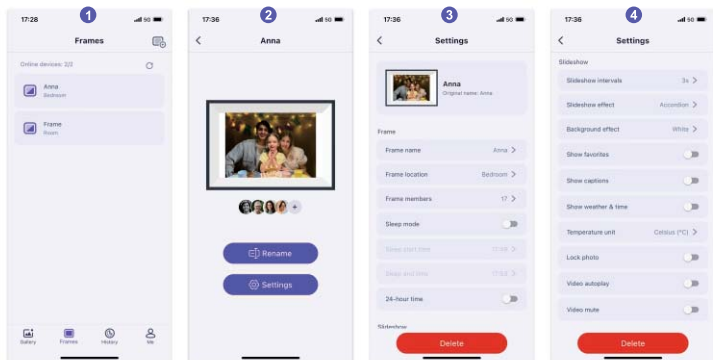 1
17:28
5G
Frames
Online devices: 2/2
Anna
Bedroom
Frame
Room
Gallery
Frames
History
Me
2
17:36
5G
Anna
+
Rename
Settings
3
17:36
5G
Settings
Anna
Original name: Anna
Frame
Frame name Anna
Frame location Bedroom
Frame members 17
Sleep mode
Sleep start time
Sleep end time
24-hour time
Slideshow
Delete
4
17:36
5G
Settings
Slideshow
Slideshow intervals 3s
Slideshow effect Accordion
Background effect White
Show favorites
Show captions
Show weather & time
Temperature unit Celsius (°C)
Lock photo
Video autoplay
Video mute
Delete